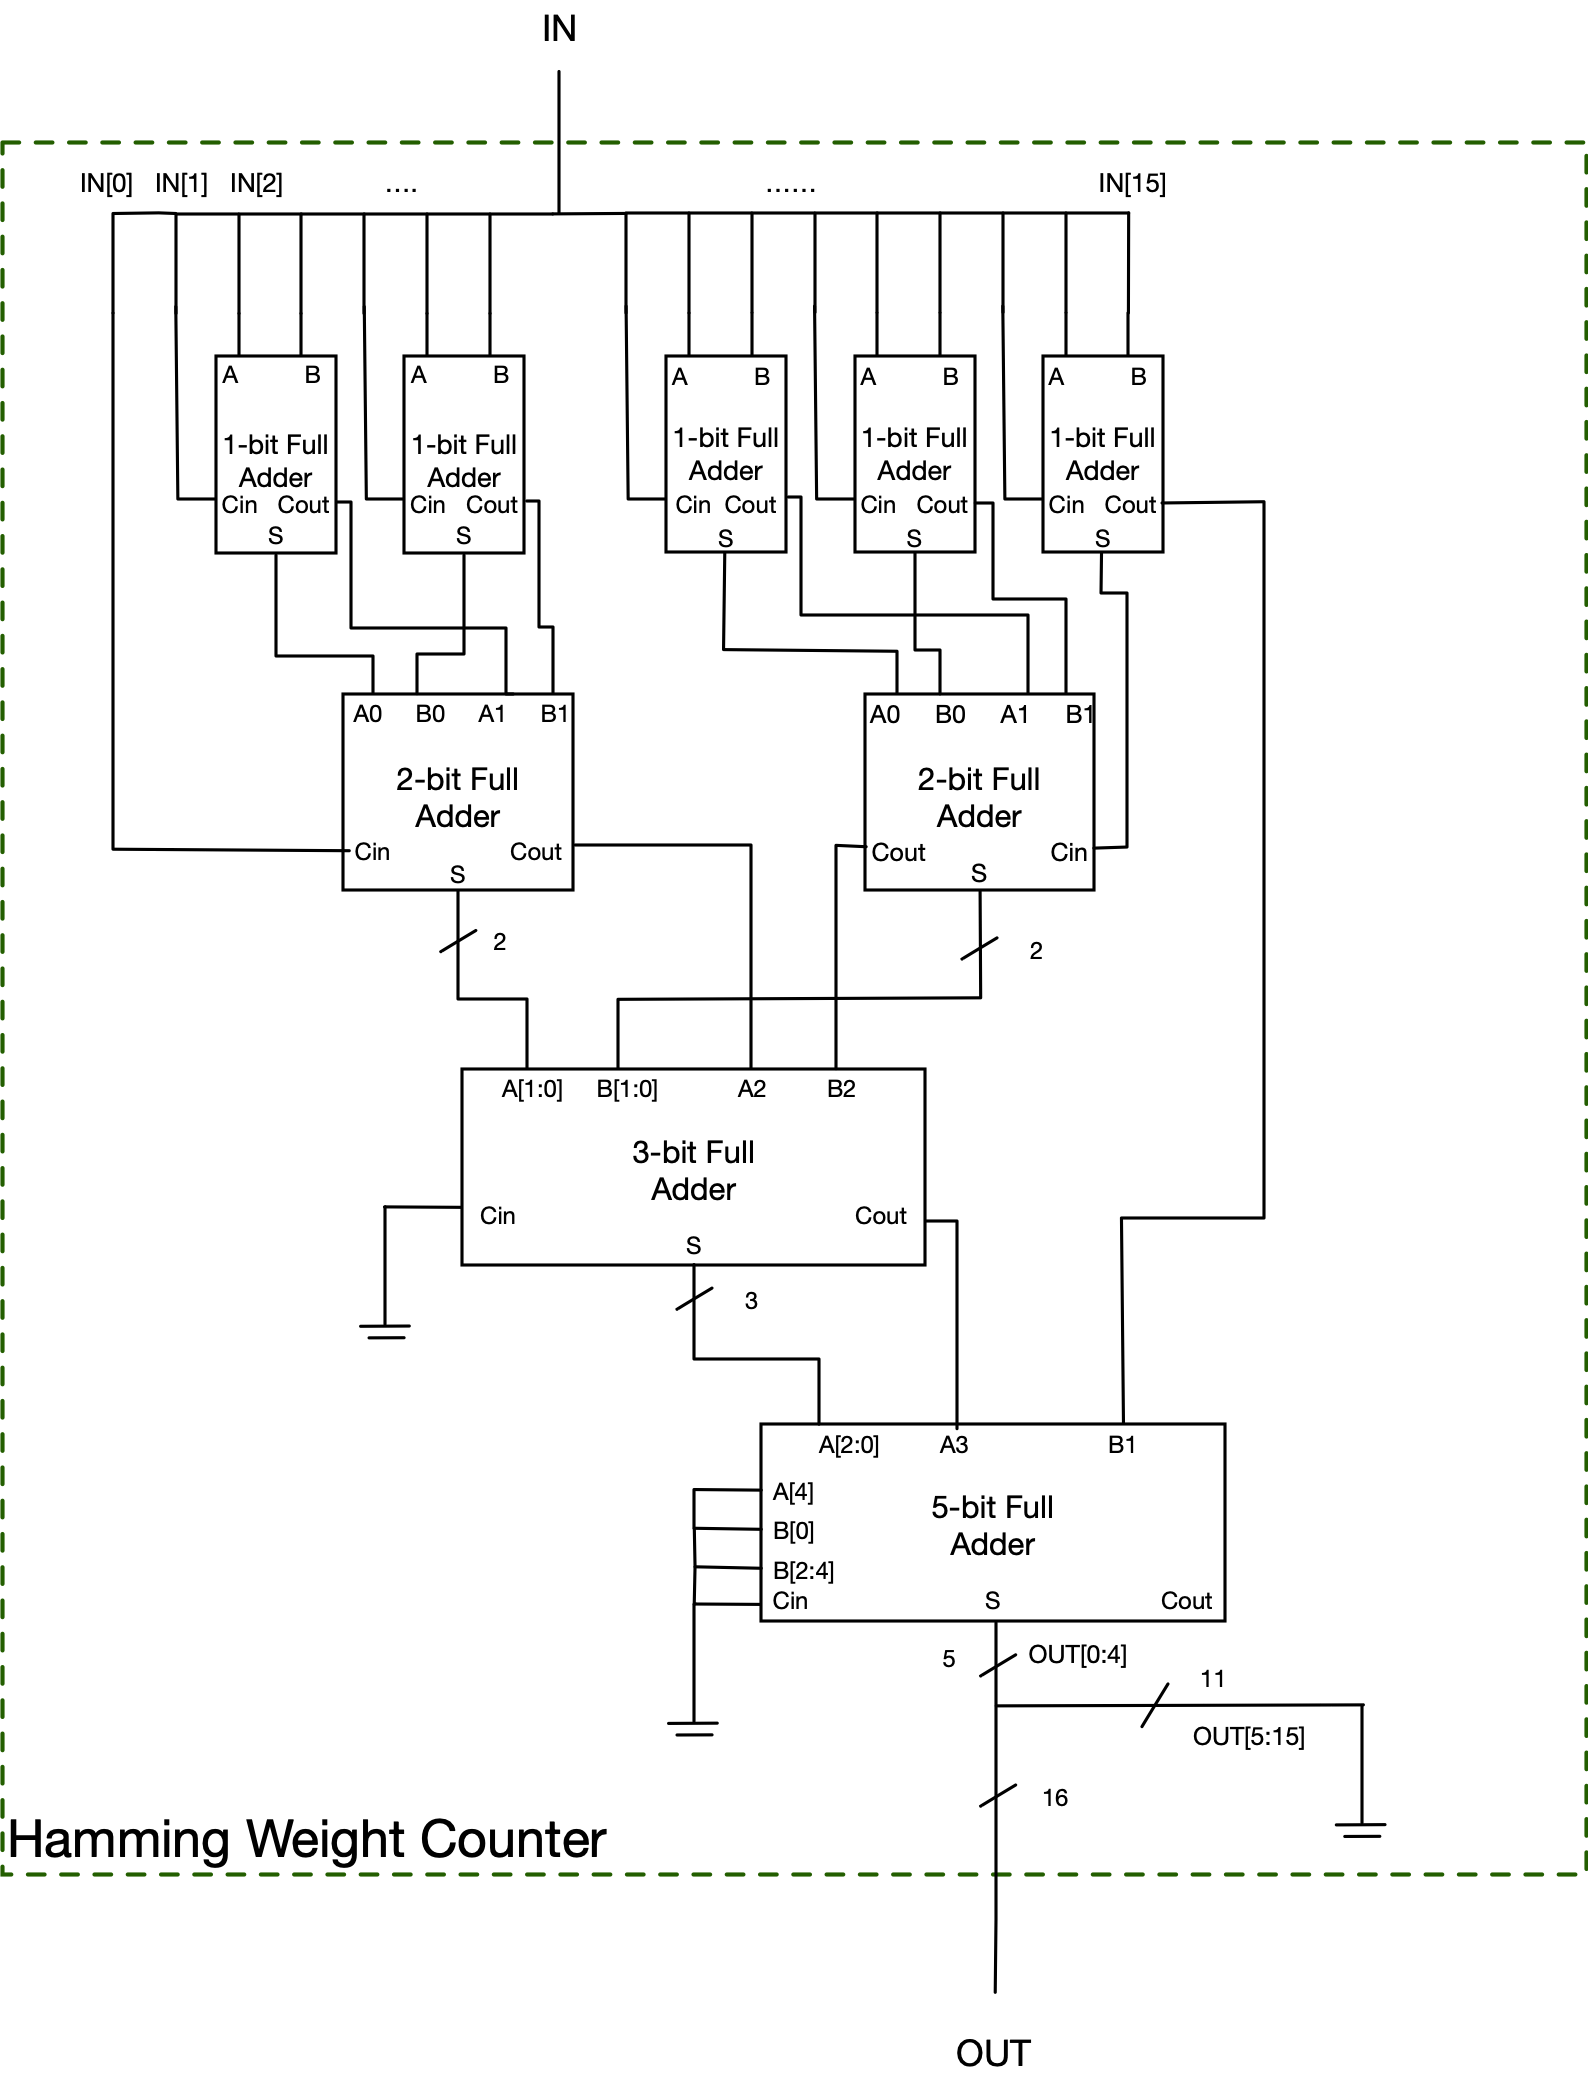 IN
IN[0] IN[1] IN[2] .... ...... IN[15]
A B A B A B A B A B
1-bit Full 1-bit Full 1-bit Full 1-bit Full 1-bit Full
Adder Adder Adder Adder Adder
Cin Cout Cin Cout Cin Cout Cin Cout Cin Cout
S S S S S
A0 B0 A1 B1 A0 B0 A1 B1
2-bit Full 2-bit Full
Adder Adder
Cin Cout Cout Cin
S S
2 2
A[1:0] B[1:0] A2 B2
3-bit Full
Adder
Cin Cout
S
3
A[2:0] A3 B1
A[4]
5-bit Full
B[0]
Adder
B[2:4]
Cin S Cout
5 OUT[0:4]
11
OUT[5:15]
16
Hamming Weight Counter
OUT